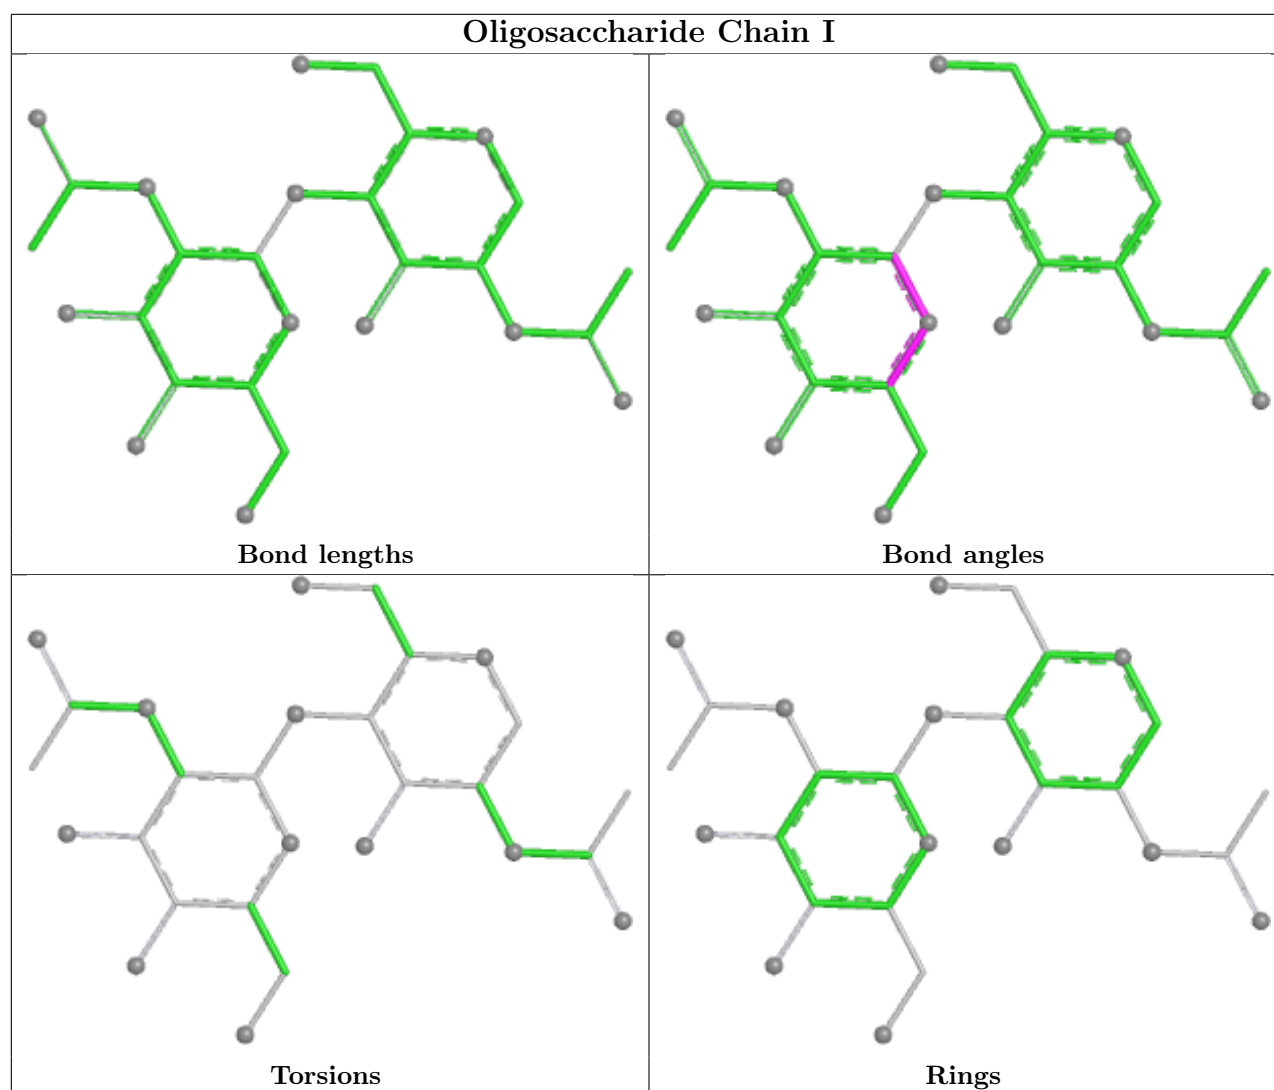 Oligosaccharide Chain I
Bond lengths
Bond angles
Torsions
Rings